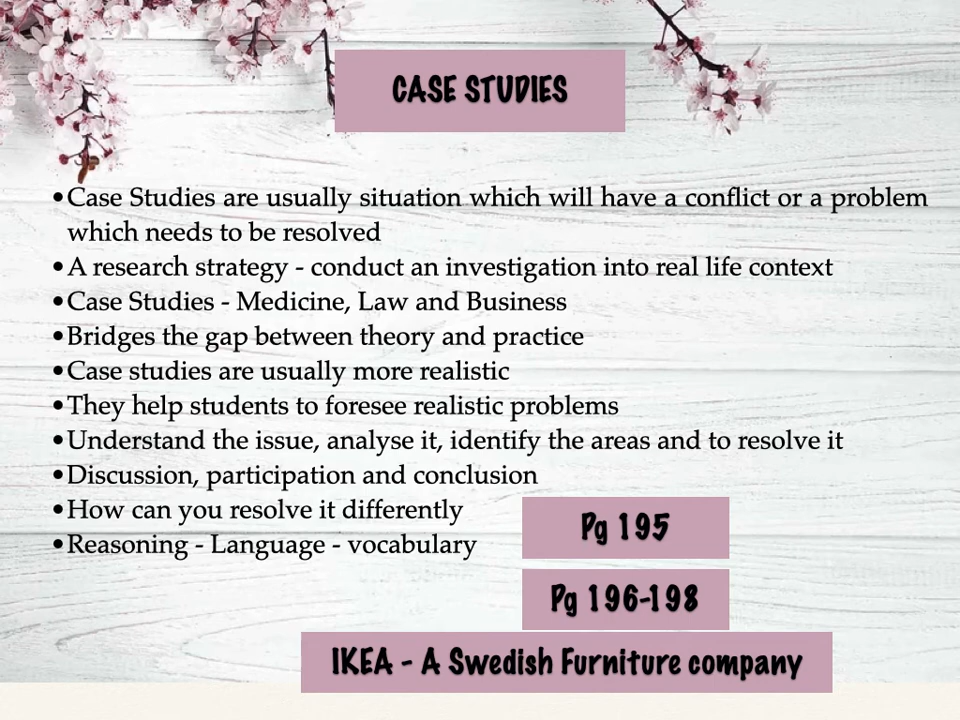 CASE STUDIES
•Case Studies are usually situation which will have a conflict or a problem
which needs to be resolved
•A research strategy - conduct an investigation into real life context
•Case Studies - Medicine, Law and Business
•Bridges the gap between theory and practice
•Case studies are usually more realistic
•They help students to foresee realistic problems
•Understand the issue, analyse it, identify the areas and to resolve it
•Discussion, participation and conclusion
•How can you resolve it differently
•Reasoning - Language - vocabulary
Pg 195
Pg 196-198
IKEA - A Swedish Furniture company